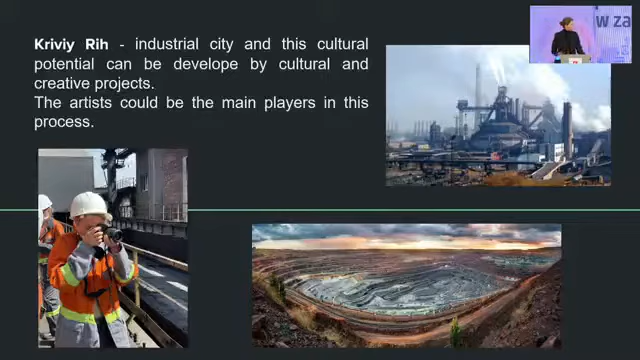 Kriviy Rih - industrial city and this cultural
potential can be develope by cultural and
creative projects.
The artists could be the main players in this
process.
w za